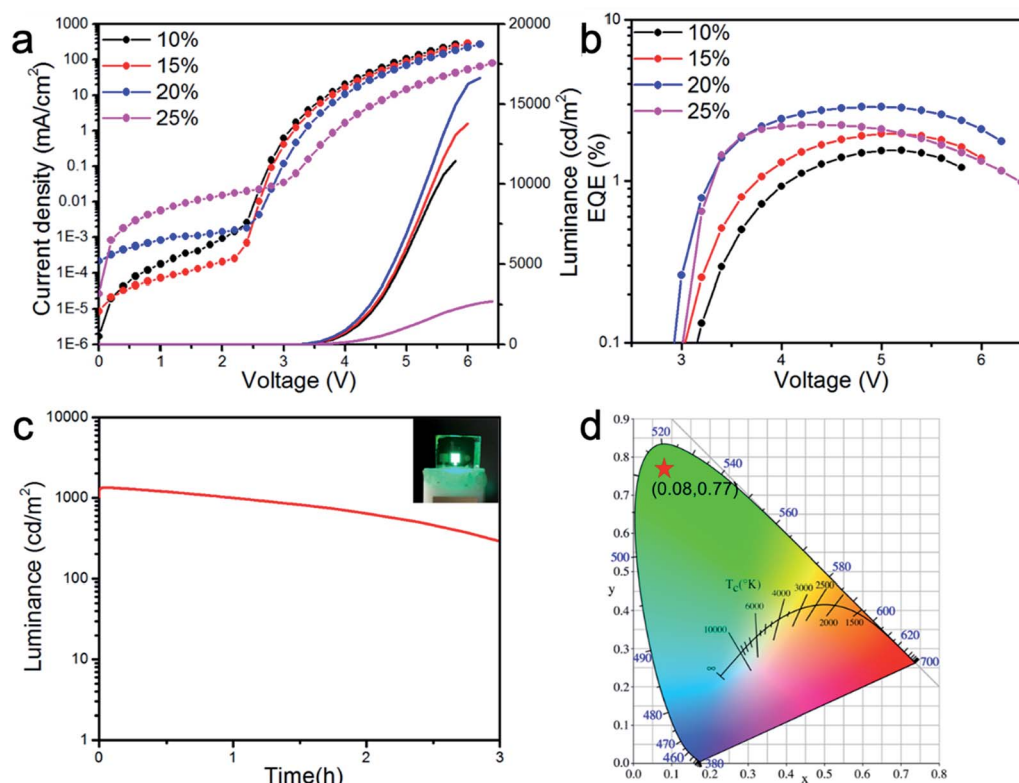 a
10%
15%
20%
25%
Current density (mA/cm²)
1000
100
10
1
0.1
0.01
1E-3
1E-4
1E-5
1E-6
20000
15000
10000
5000
0
Luminance (cd/m²)
0 1 2 3 4 5 6
Voltage (V)
b
10%
15%
20%
25%
EQE (%)
10
1
0.1
3 4 5 6
Voltage (V)
c
Luminance (cd/m²)
10000
1000
100
10
1
0 1 2 3
Time(h)
d
0.9
0.8
0.7
0.6
0.5
y
0.4
0.3
0.2
0.1
0.0
520
540
(0.08,0.77)
560
500
580
T_c(°K)
2500
3000
4000
6000
600
10000
2000
1500
620
490
∞
700
480
470
460
380
0.0 0.1 0.2 0.3 0.4 0.5 0.6 0.7 0.8
x